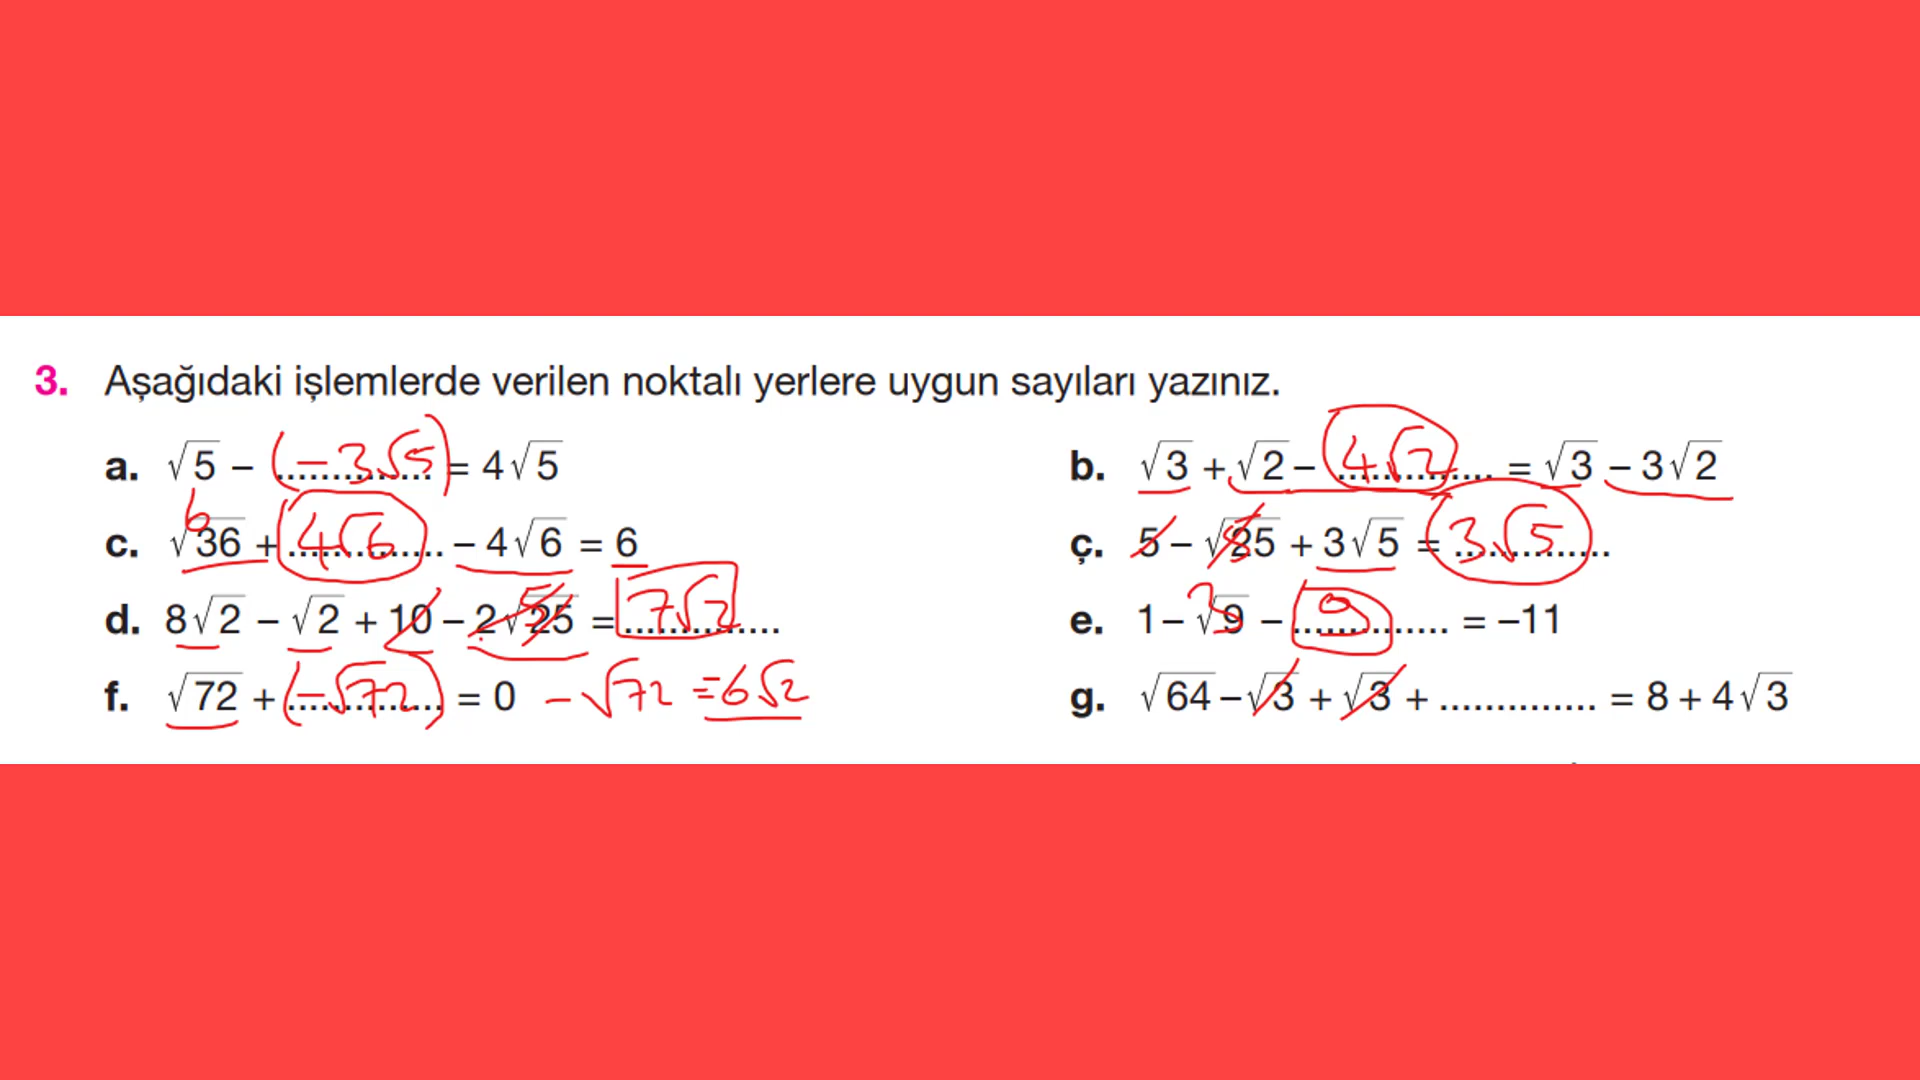 3. Aşağıdaki işlemlerde verilen noktalı yerlere uygun sayıları yazınız.
a. √5 − (−3√5) = 4√5
b. √3 + √2 − 4√2 = √3 − 3√2
6
c. √36 + 4√6 − 4√6 = 6
ç. 5 − √25 + 3√5 = 3√5
d. 8√2 − √2 + 10 − 2√25 = 7√2
3
e. 1 − √9 − .............. = −11
f. √72 + (−√72) = 0 −√72 = 6√2
g. √64 − √3 + √3 + .............. = 8 + 4√3